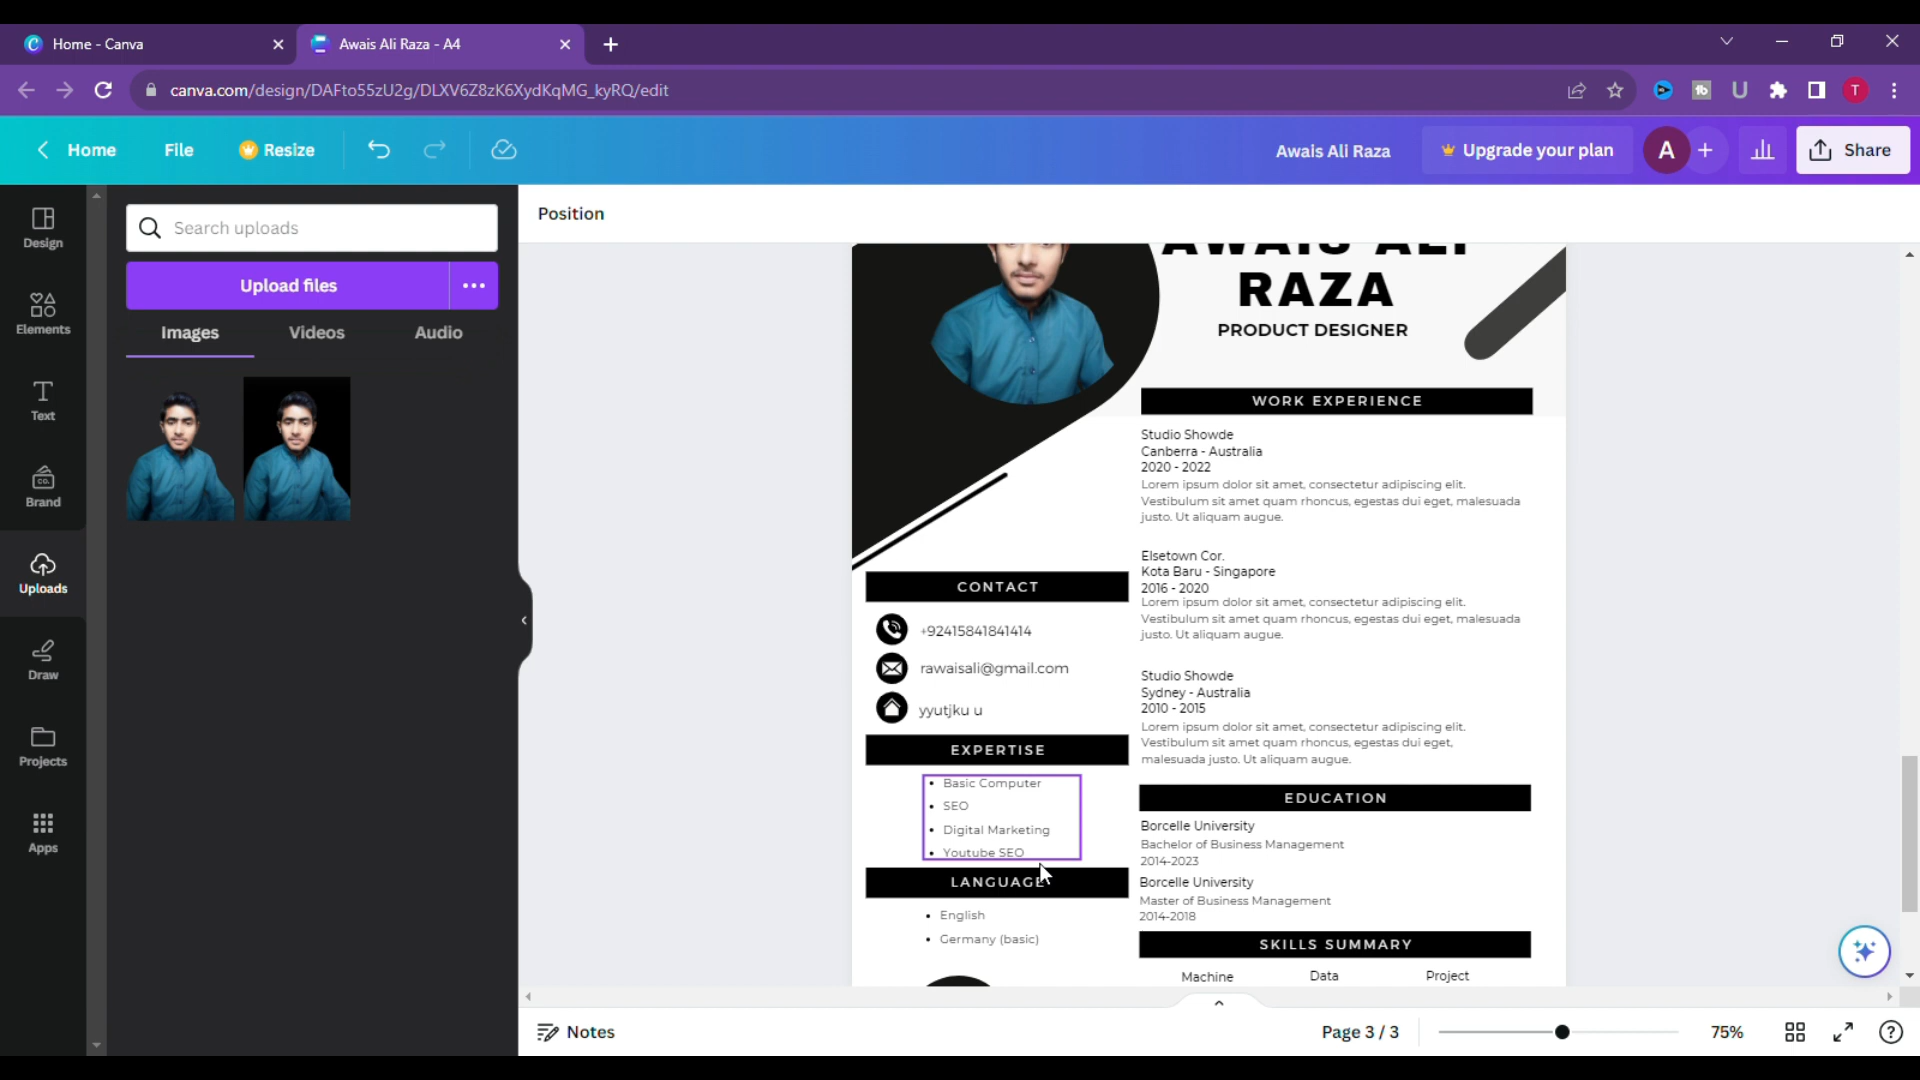 Home - Canva
Awais Ali Raza - A4
canva.com/design/DAFto55zU2g/DLXV6Z8zK6XydKqMG_kyRQ/edit
Home
File
Resize
Awais Ali Raza
Upgrade your plan
A
Share
Design
Elements
Text
Brand
Uploads
Draw
Projects
Apps
Search uploads
Upload files
Images
Videos
Audio
Position
AWAIS ALI
RAZA
PRODUCT DESIGNER
CONTACT
+92415841841414
rawaisali@gmail.com
yyutjku u
EXPERTISE
• Basic Computer
• SEO
• Digital Marketing
• Youtube SEO
LANGUAGE
• English
• Germany (basic)
WORK EXPERIENCE
Studio Showde
Canberra - Australia
2020 - 2022
Lorem ipsum dolor sit amet, consectetur adipiscing elit.
Vestibulum sit amet quam rhoncus, egestas dui eget, malesuada
justo. Ut aliquam augue.
Elsetown Cor.
Kota Baru - Singapore
2016 - 2020
Lorem ipsum dolor sit amet, consectetur adipiscing elit.
Vestibulum sit amet quam rhoncus, egestas dui eget, malesuada
justo. Ut aliquam augue.
Studio Showde
Sydney - Australia
2010 - 2015
Lorem ipsum dolor sit amet, consectetur adipiscing elit.
Vestibulum sit amet quam rhoncus, egestas dui eget,
malesuada justo. Ut aliquam augue.
EDUCATION
Borcelle University
Bachelor of Business Management
2014-2023
Borcelle University
Master of Business Management
2014-2018
SKILLS SUMMARY
Machine
Data
Project
Notes
Page 3 / 3
75%